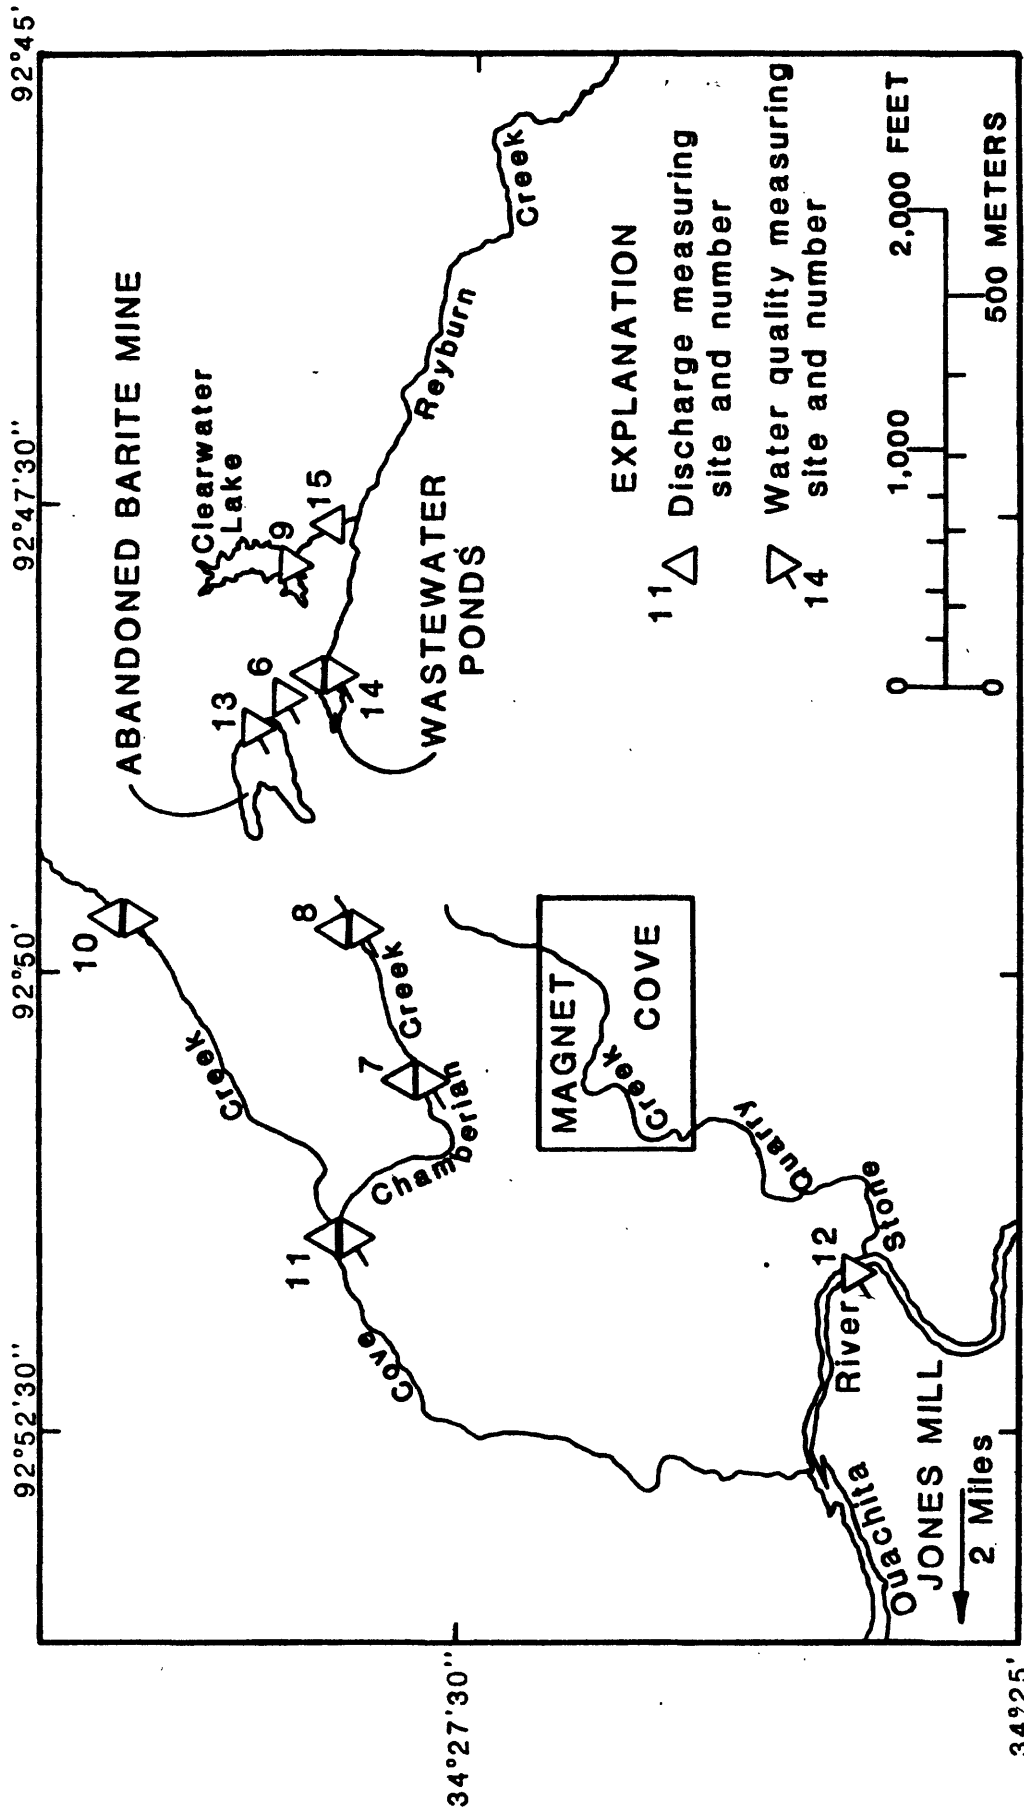 92°52'30''
92°50'
92°47'30''
92°45'
34°27'30''
34°25'
ABANDONED BARITE MINE
Clearwater
Lake
10
13
6
9
15
8
14
7
11
12
Creek
Creek
Chamberlain
Cove
WASTEWATER
PONDS
Reyburn
Creek
MAGNET
COVE
Creek
Quarry
Stone
River
Ouachita
JONES MILL
2 Miles
EXPLANATION
11 Discharge measuring
site and number
14 Water quality measuring
site and number
0 1,000 2,000 FEET
0 500 METERS